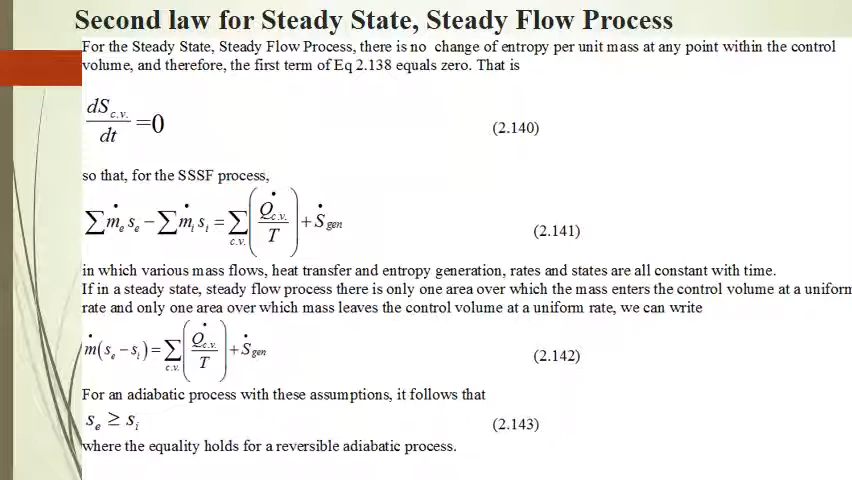 Second law for Steady State, Steady Flow Process
For the Steady State, Steady Flow Process, there is no change of entropy per unit mass at any point within the control
volume, and therefore, the first term of Eq 2.138 equals zero. That is
dS_{c.v.}/dt = 0 (2.140)
so that, for the SSSF process,
∑ṁ_e s_e − ∑ṁ_i s_i = ∑_{c.v.} (Q̇_{c.v.}/T) + Ṡ_{gen} (2.141)
in which various mass flows, heat transfer and entropy generation, rates and states are all constant with time.
If in a steady state, steady flow process there is only one area over which the mass enters the control volume at a uniform
rate and only one area over which mass leaves the control volume at a uniform rate, we can write
ṁ(s_e − s_i) = ∑_{c.v.} (Q̇_{c.v.}/T) + Ṡ_{gen} (2.142)
For an adiabatic process with these assumptions, it follows that
s_e ≥ s_i (2.143)
where the equality holds for a reversible adiabatic process.